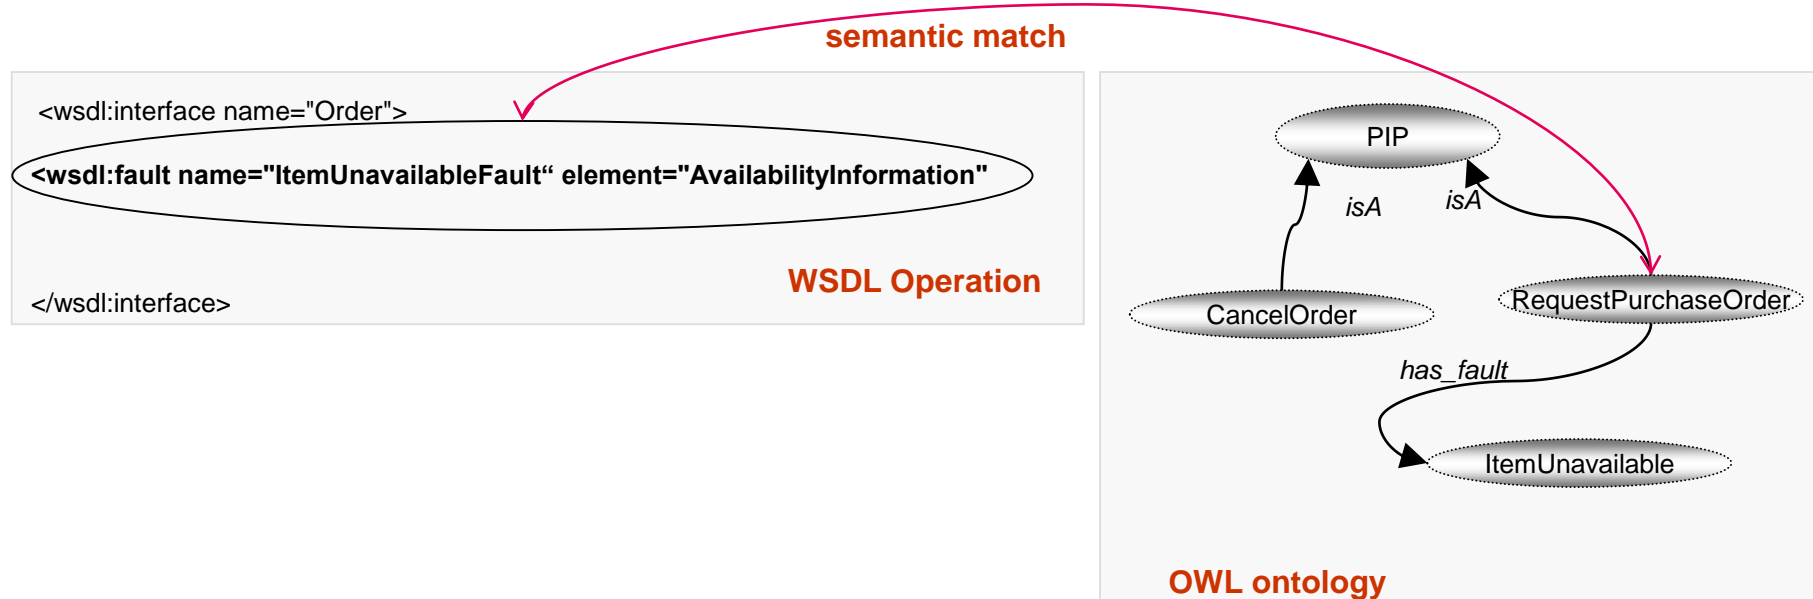 semantic match
<wsdl:interface name="Order">
<wsdl:fault name="ItemUnavailableFault“ element="AvailabilityInformation"
WSDL Operation
</wsdl:interface>
PIP
isA
isA
CancelOrder
RequestPurchaseOrder
has_fault
ItemUnavailable
OWL ontology